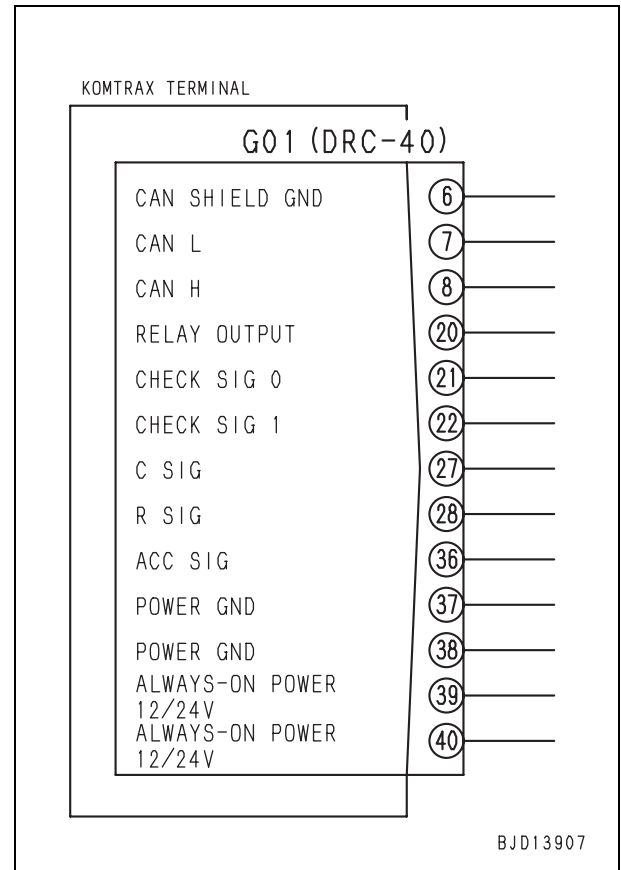 KOMTRAX TERMINAL
G01 (DRC-40)
CAN SHIELD GND 6
CAN L 7
CAN H 8
RELAY OUTPUT 20
CHECK SIG 0 21
CHECK SIG 1 22
C SIG 27
R SIG 28
ACC SIG 36
POWER GND 37
POWER GND 38
ALWAYS-ON POWER
12/24V 39
ALWAYS-ON POWER
12/24V 40
BJD13907